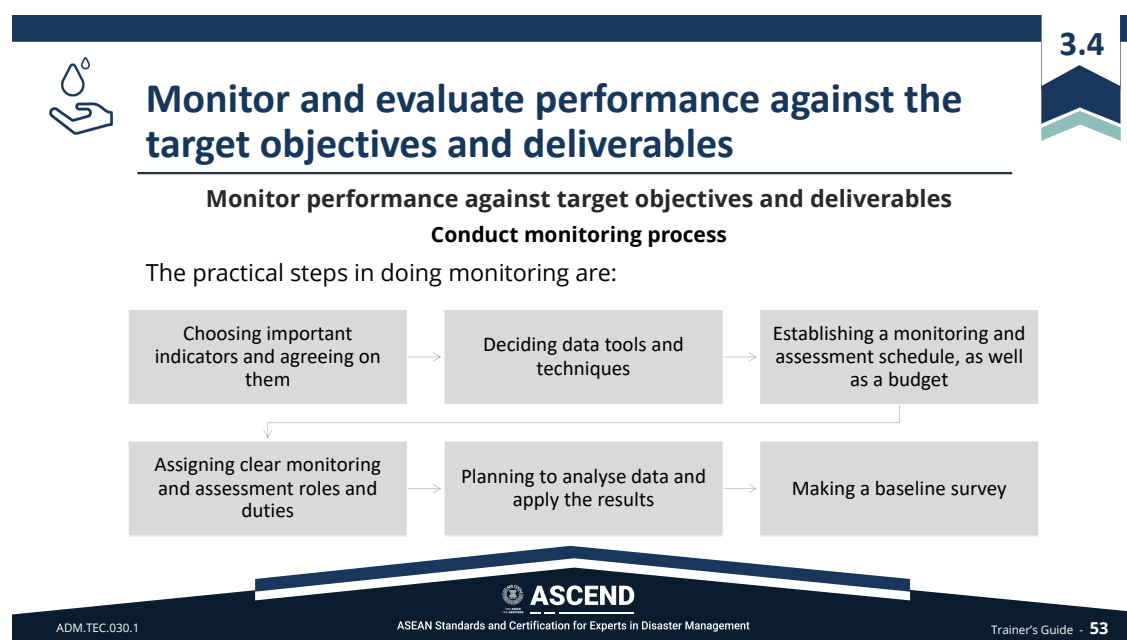 3.4
Monitor and evaluate performance against the
target objectives and deliverables
Monitor performance against target objectives and deliverables
Conduct monitoring process
The practical steps in doing monitoring are:
Choosing important
indicators and agreeing on
them
Deciding data tools and
techniques
Establishing a monitoring and
assessment schedule, as well
as a budget
Assigning clear monitoring
and assessment roles and
duties
Planning to analyse data and
apply the results
Making a baseline survey
ASCEND
ASEAN Standards and Certification for Experts in Disaster Management
ADM.TEC.030.1
Trainer's Guide - 53